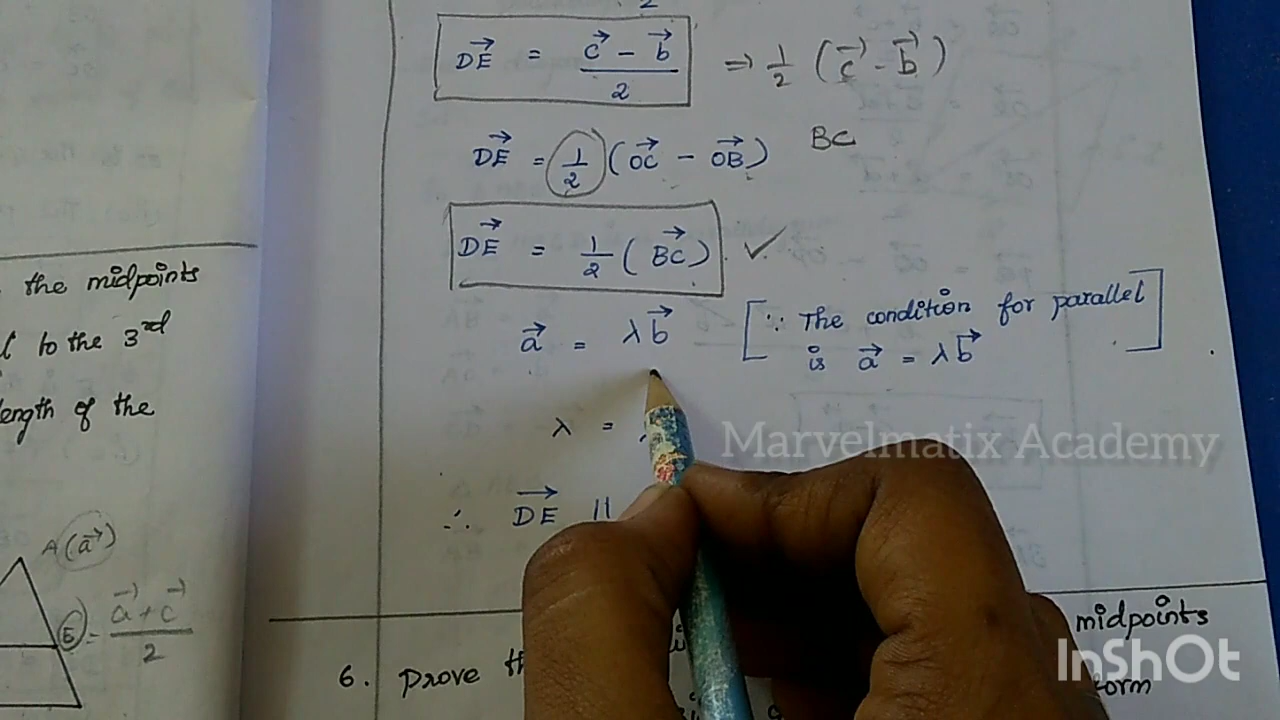 2
DE→ = (c→ - b→)/2 ⇒ 1/2 (c→ - b→)
DE→ = 1/2 (OC→ - OB→) BC
DE→ = 1/2 (BC→) ✓
a→ = λb→ [∵ The condition for parallel
is a→ = λb→]
λ =
∴ DE→ ||
6. Prove
midpoints
form
the midpoints
to the 3rd
length of the
A(a→)
E = (a→ + c→)/2
Marvelmatix Academy
InShOt